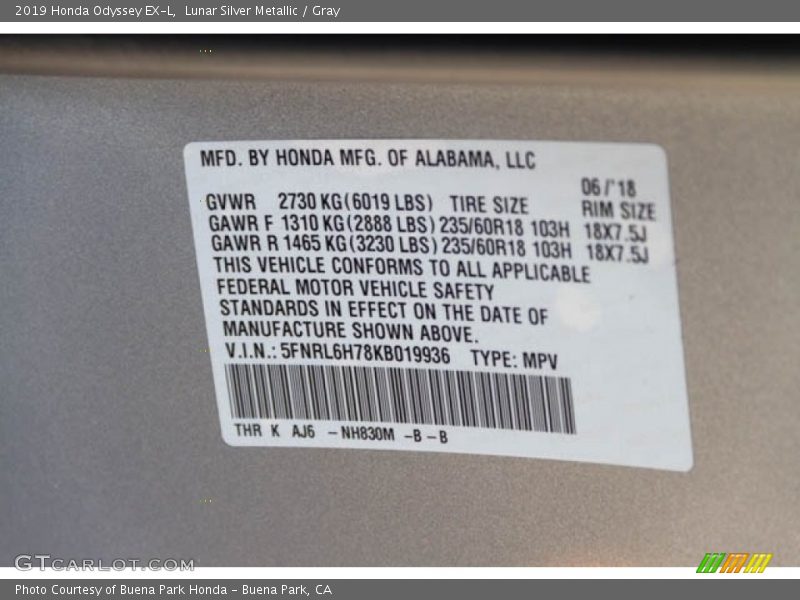 2019 Honda Odyssey EX-L, Lunar Silver Metallic / Gray
MFD. BY HONDA MFG. OF ALABAMA, LLC
06/'18
GVWR 2730 KG(6019 LBS) TIRE SIZE RIM SIZE
GAWR F 1310 KG(2888 LBS) 235/60R18 103H 18X7.5J
GAWR R 1465 KG(3230 LBS) 235/60R18 103H 18X7.5J
THIS VEHICLE CONFORMS TO ALL APPLICABLE
FEDERAL MOTOR VEHICLE SAFETY
STANDARDS IN EFFECT ON THE DATE OF
MANUFACTURE SHOWN ABOVE.
V.I.N.: 5FNRL6H78KB019936 TYPE: MPV
THR K AJ6 -NH830M -B-B
GTCARLOT.COM
Photo Courtesy of Buena Park Honda - Buena Park, CA